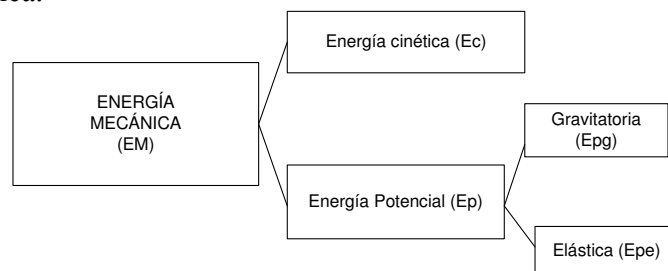 Energía cinética (Ec)
ENERGÍA
MECÁNICA
(EM)
Gravitatoria
(Epg)
Energía Potencial (Ep)
Elástica (Epe)